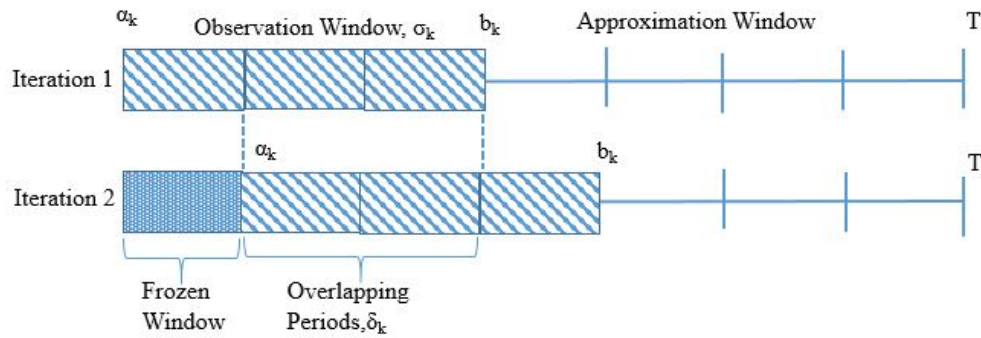 αk
Observation Window, σk
bk
Approximation Window
T
Iteration 1
αk
bk
T
Iteration 2
Frozen
Window
Overlapping
Periods,δk